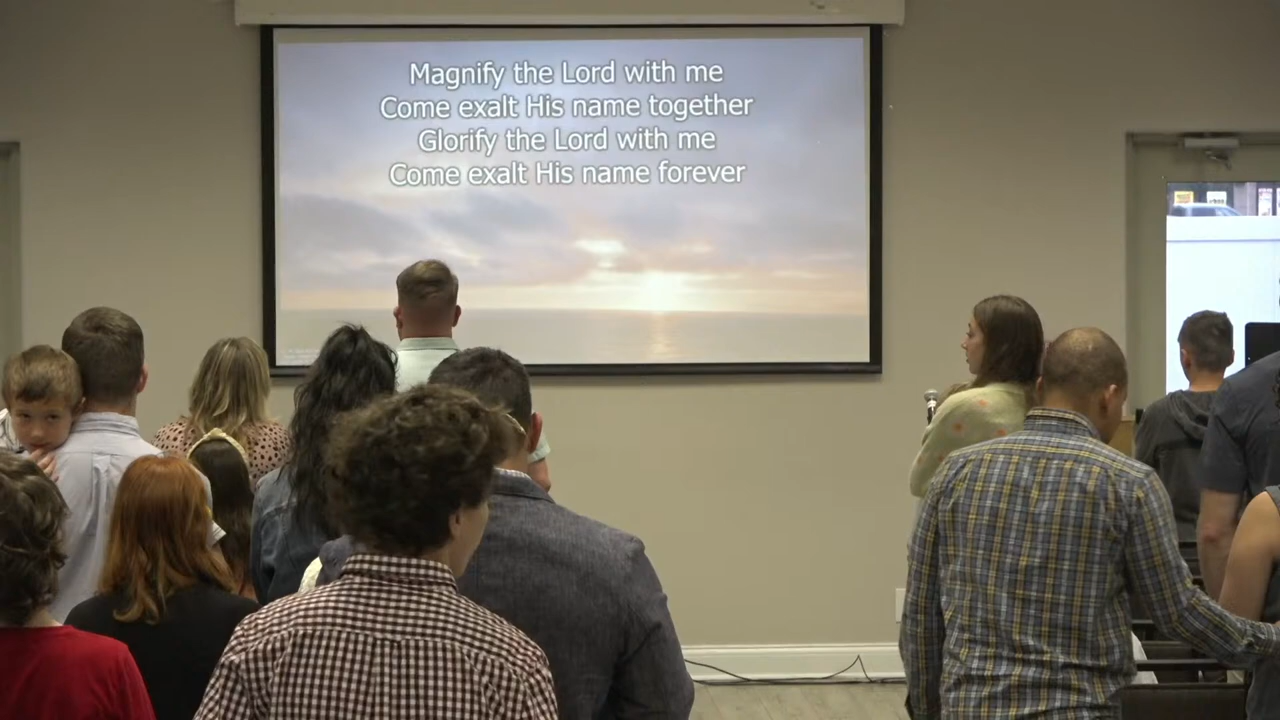 Magnify the Lord with me
Come exalt His name together
Glorify the Lord with me
Come exalt His name forever